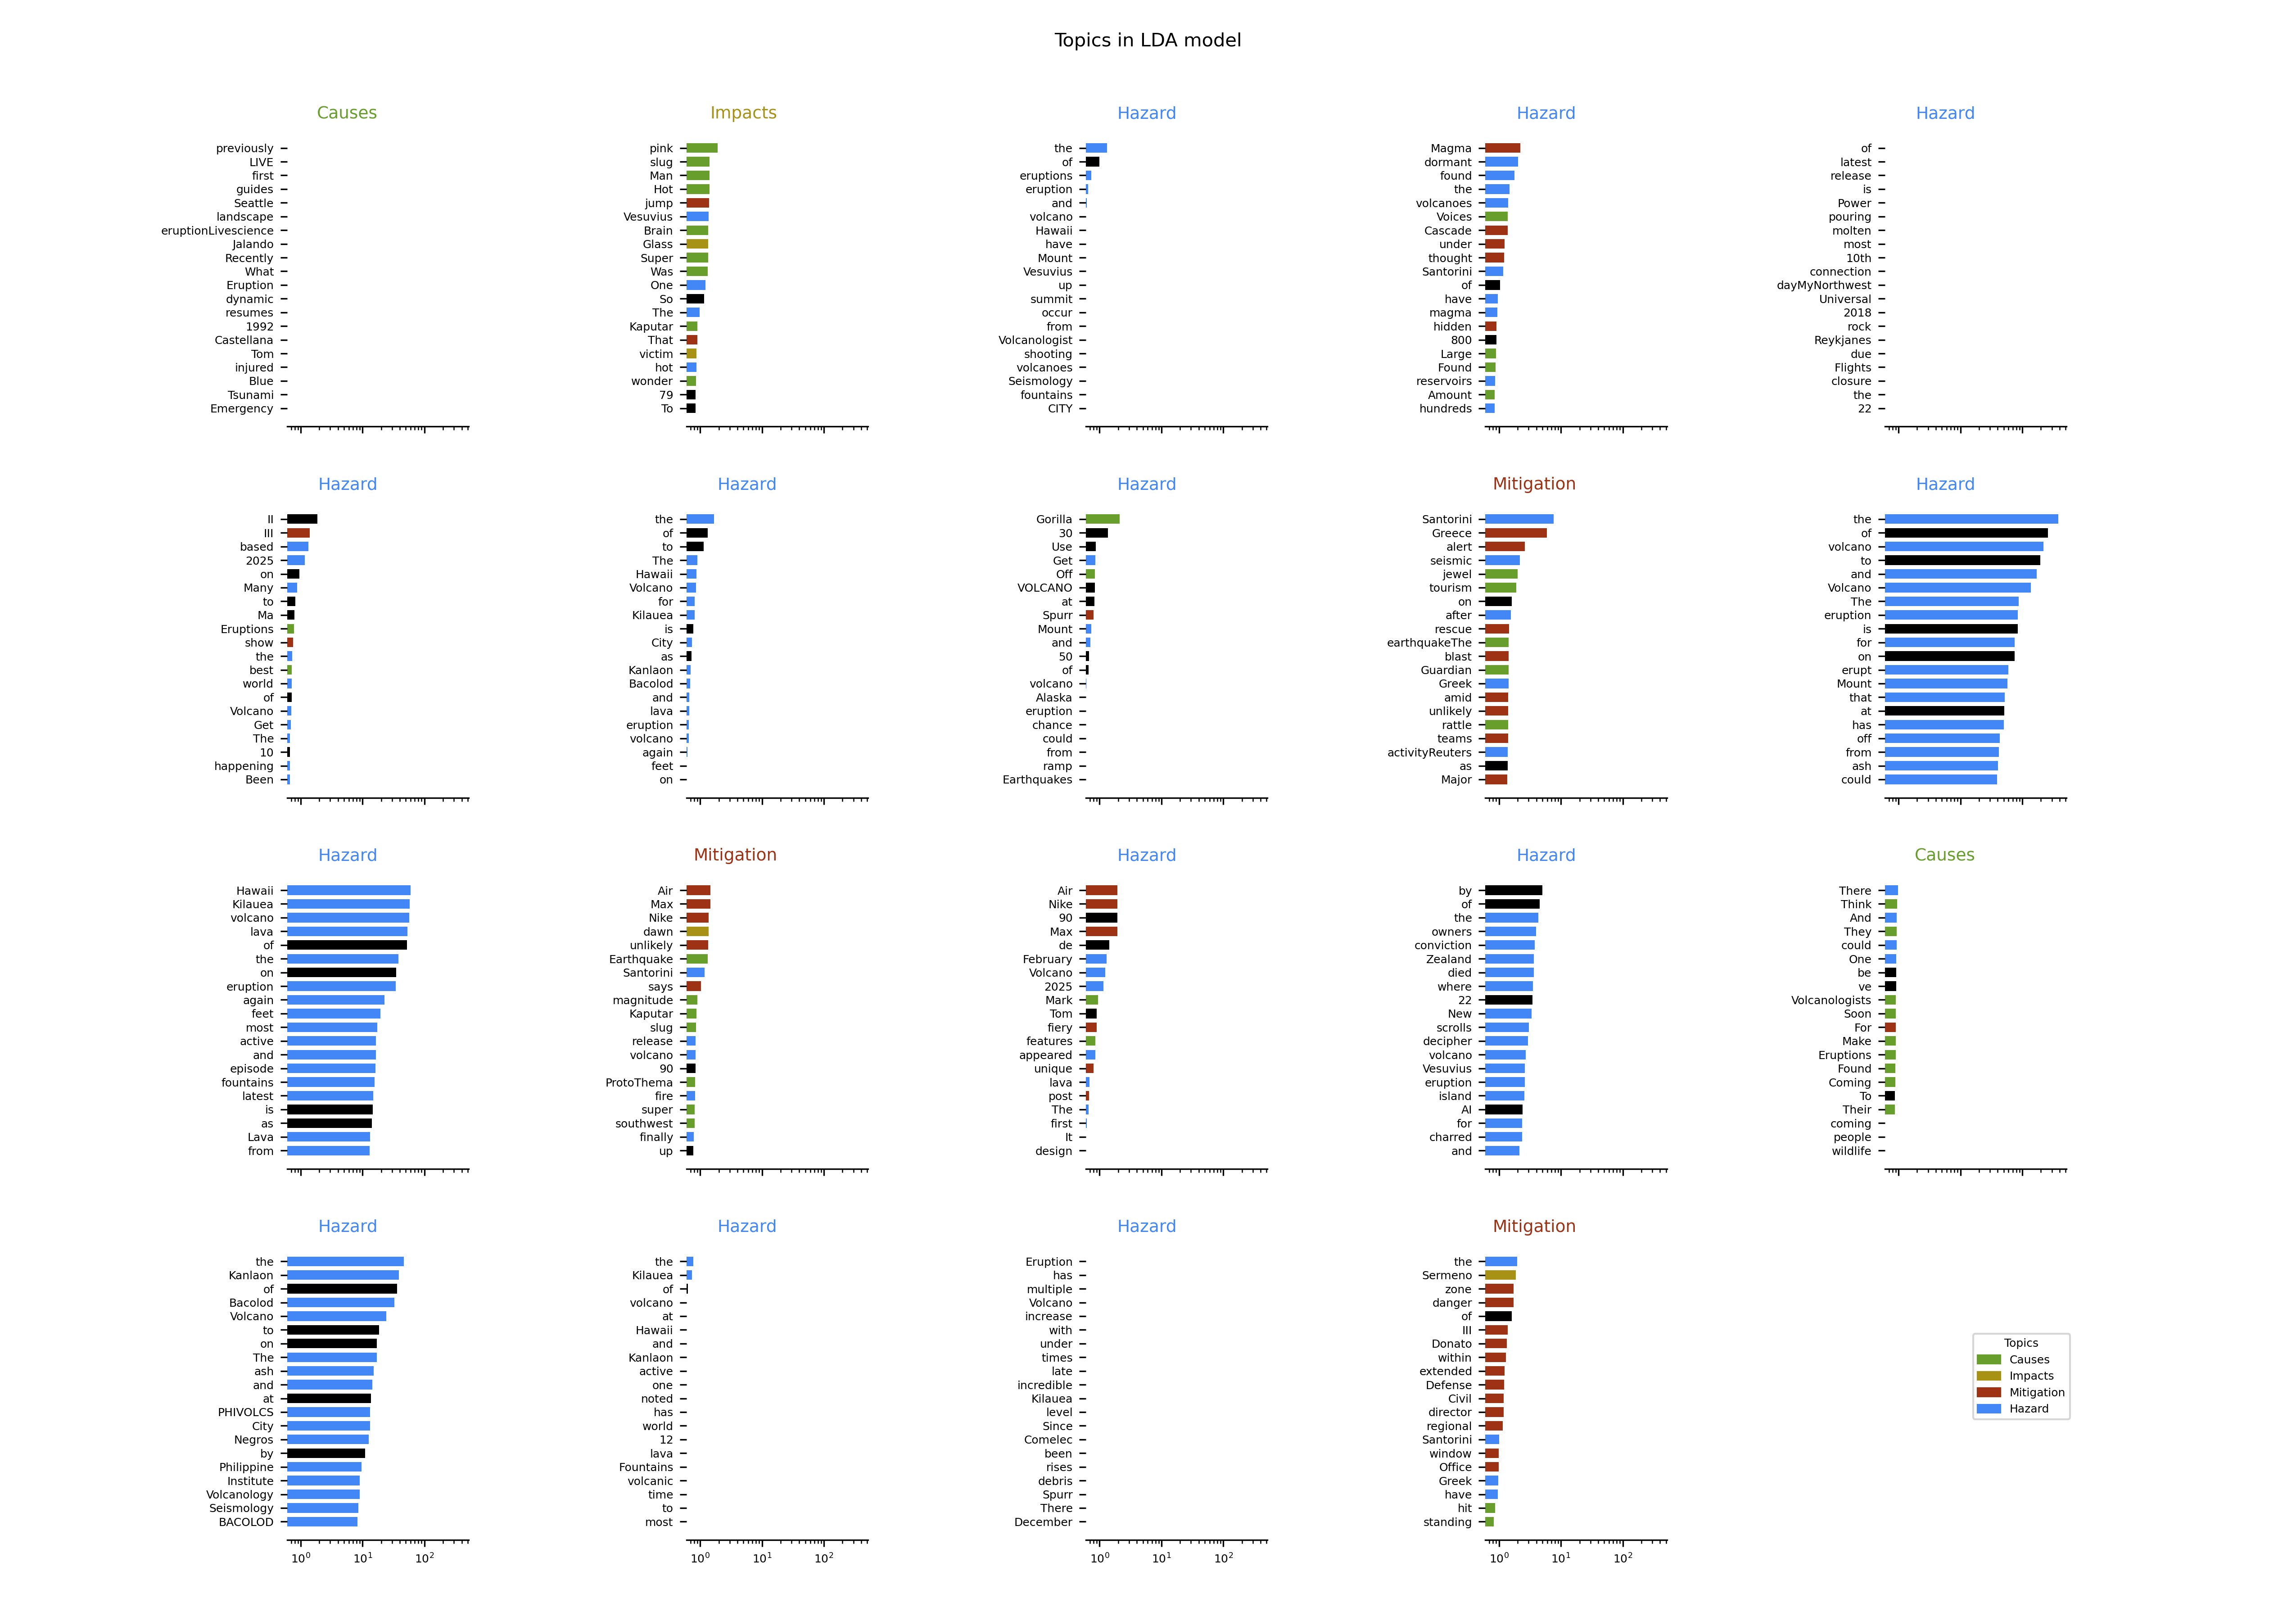 Topics in LDA model
Causes
previously
LIVE
first
guides
Seattle
landscape
eruptionLivescience
Jalando
Recently
What
Eruption
dynamic
resumes
1992
Castellana
Tom
injured
Blue
Tsunami
Emergency
Impacts
pink
slug
Man
Hot
jump
Vesuvius
Brain
Glass
Super
Was
One
So
The
Kaputar
That
victim
hot
wonder
79
To
Hazard
the
of
eruptions
eruption
and
volcano
Hawaii
have
Mount
Vesuvius
up
summit
occur
from
Volcanologist
shooting
volcanoes
Seismology
fountains
CITY
Hazard
Magma
dormant
found
the
volcanoes
Voices
Cascade
under
thought
Santorini
of
have
magma
hidden
800
Large
Found
reservoirs
Amount
hundreds
Hazard
of
latest
release
is
Power
pouring
molten
most
10th
connection
dayMyNorthwest
Universal
2018
rock
Reykjanes
due
Flights
closure
the
22
Hazard
II
III
based
2025
on
Many
to
Ma
Eruptions
show
the
best
world
of
Volcano
Get
The
10
happening
Been
Hazard
the
of
to
The
Hawaii
Volcano
for
Kilauea
is
City
as
Kanlaon
Bacolod
and
lava
eruption
volcano
again
feet
on
Hazard
Gorilla
30
Use
Get
Off
VOLCANO
at
Spurr
Mount
and
50
of
volcano
Alaska
eruption
chance
could
from
ramp
Earthquakes
Mitigation
Santorini
Greece
alert
seismic
jewel
tourism
on
after
rescue
earthquakeThe
blast
Guardian
Greek
amid
unlikely
rattle
teams
activityReuters
as
Major
Hazard
the
of
volcano
to
and
Volcano
The
eruption
is
for
on
erupt
Mount
that
at
has
off
from
ash
could
Hazard
Hawaii
Kilauea
volcano
lava
of
the
on
eruption
again
feet
most
active
and
episode
fountains
latest
is
as
Lava
from
Mitigation
Air
Max
Nike
dawn
unlikely
Earthquake
Santorini
says
magnitude
Kaputar
slug
release
volcano
90
ProtoThema
fire
super
southwest
finally
up
Hazard
Air
Nike
90
Max
de
February
Volcano
2025
Mark
Tom
fiery
features
appeared
unique
lava
post
The
first
It
design
Hazard
by
of
the
owners
conviction
Zealand
died
where
22
New
scrolls
decipher
volcano
Vesuvius
eruption
island
AI
for
charred
and
Causes
There
Think
And
They
could
One
be
ve
Volcanologists
Soon
For
Make
Eruptions
Found
Coming
To
Their
coming
people
wildlife
Hazard
the
Kanlaon
of
Bacolod
Volcano
to
on
The
ash
and
at
PHIVOLCS
City
Negros
by
Philippine
Institute
Volcanology
Seismology
BACOLOD
10⁰ 10¹ 10²
Hazard
the
Kilauea
of
volcano
at
Hawaii
and
Kanlaon
active
one
noted
has
world
12
lava
Fountains
volcanic
time
to
most
10⁰ 10¹ 10²
Hazard
Eruption
has
multiple
Volcano
increase
with
under
times
late
incredible
Kilauea
level
Since
Comelec
been
rises
debris
Spurr
There
December
10⁰ 10¹ 10²
Mitigation
the
Sermeno
zone
danger
of
III
Donato
within
extended
Defense
Civil
director
regional
Santorini
window
Office
Greek
have
hit
standing
10⁰ 10¹ 10²
Topics
Causes
Impacts
Mitigation
Hazard